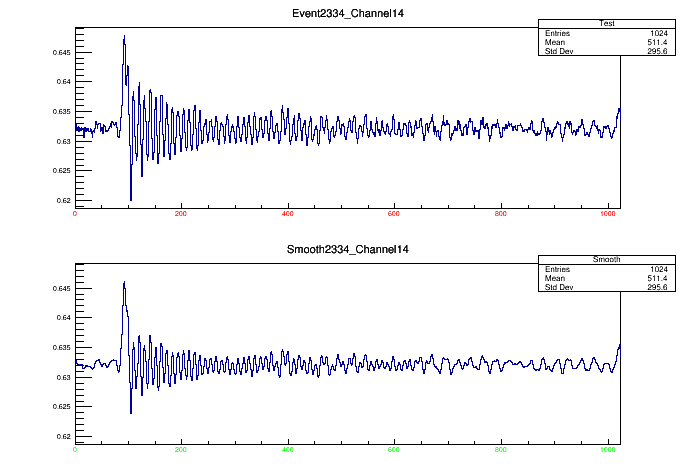 Event2334_Channel14
Test
Entries 1024
Mean 511.4
Std Dev 295.6
0.645
0.64
0.635
0.63
0.625
0.62
0 200 400 600 800 1000
Smooth2334_Channel14
Smooth
Entries 1024
Mean 511.4
Std Dev 295.6
0.645
0.64
0.635
0.63
0.625
0.62
0 200 400 600 800 1000